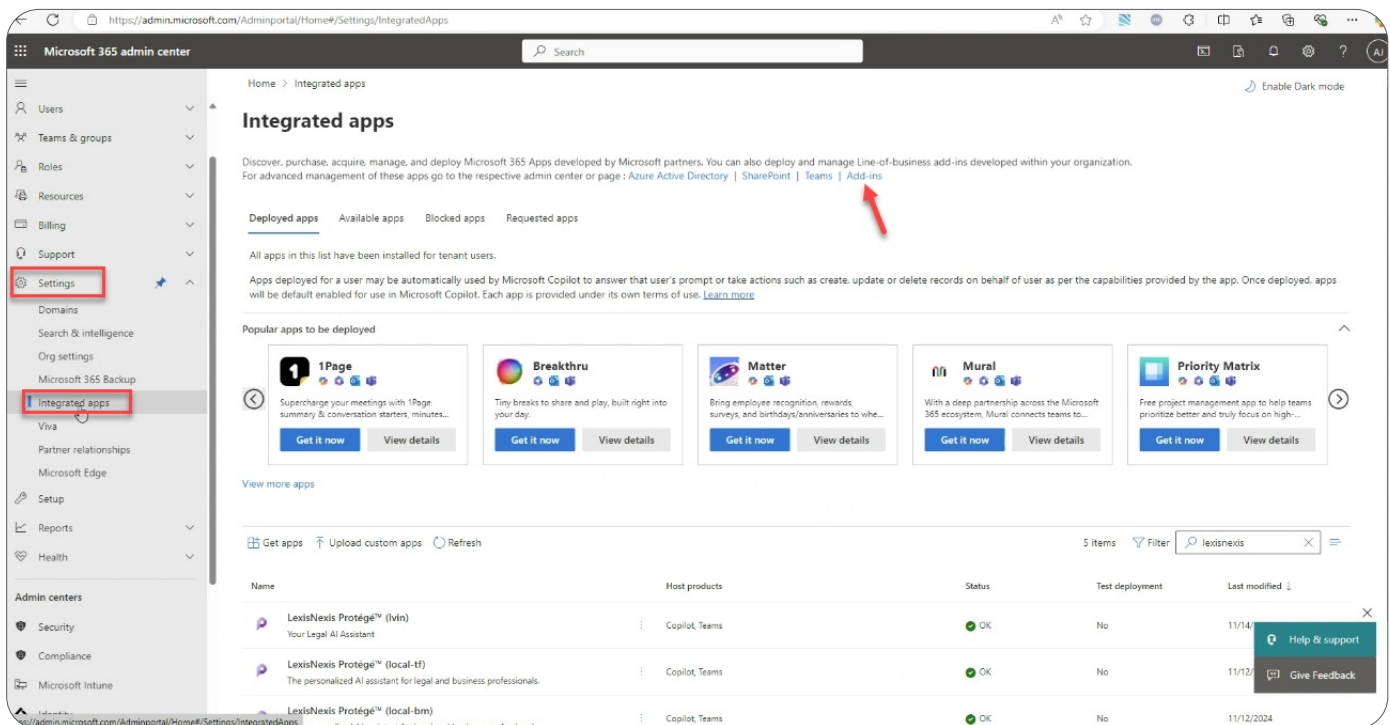 https://admin.microsoft.com/Adminportal/Home#/Settings/IntegratedApps
Microsoft 365 admin center
Search
AJ
Home > Integrated apps
Enable Dark mode
Users
Teams & groups
Roles
Resources
Billing
Support
Settings
Domains
Search & intelligence
Org settings
Microsoft 365 Backup
Integrated apps
Viva
Partner relationships
Microsoft Edge
Setup
Reports
Health
Admin centers
Security
Compliance
Microsoft Intune
Integrated apps
Discover, purchase, acquire, manage, and deploy Microsoft 365 Apps developed by Microsoft partners. You can also deploy and manage Line-of-business add-ins developed within your organization.
For advanced management of these apps go to the respective admin center or page : Azure Active Directory | SharePoint | Teams | Add-ins
Deployed apps Available apps Blocked apps Requested apps
All apps in this list have been installed for tenant users.
Apps deployed for a user may be automatically used by Microsoft Copilot to answer that user's prompt or take actions such as create, update or delete records on behalf of user as per the capabilities provided by the app. Once deployed, apps
will be default enabled for use in Microsoft Copilot. Each app is provided under its own terms of use. Learn more
Popular apps to be deployed
1Page
Supercharge your meetings with 1Page
summary & conversation starters, minutes...
Get it now View details
Breakthru
Tiny breaks to share and play, built right into
your day.
Get it now View details
Matter
Bring employee recognition, rewards,
surveys, and birthdays/anniversaries to whe...
Get it now View details
Mural
With a deep partnership across the Microsoft
365 ecosystem, Mural connects teams to...
Get it now View details
Priority Matrix
Free project management app to help teams
prioritize better and truly focus on high-...
Get it now View details
View more apps
Get apps Upload custom apps Refresh
5 items Filter lexisnexis
Name Host products Status Test deployment Last modified ↓
LexisNexis Protégé™ (lvin)
Your Legal AI Assistant
Copilot, Teams OK No 11/14/
LexisNexis Protégé™ (local-tf)
The personalized AI assistant for legal and business professionals.
Copilot, Teams OK No 11/12/
LexisNexis Protégé™ (local-bm)
Copilot, Teams OK No 11/12/2024
Help & support
Give Feedback
://admin.microsoft.com/Adminportal/Home#/Settings/IntegratedApps